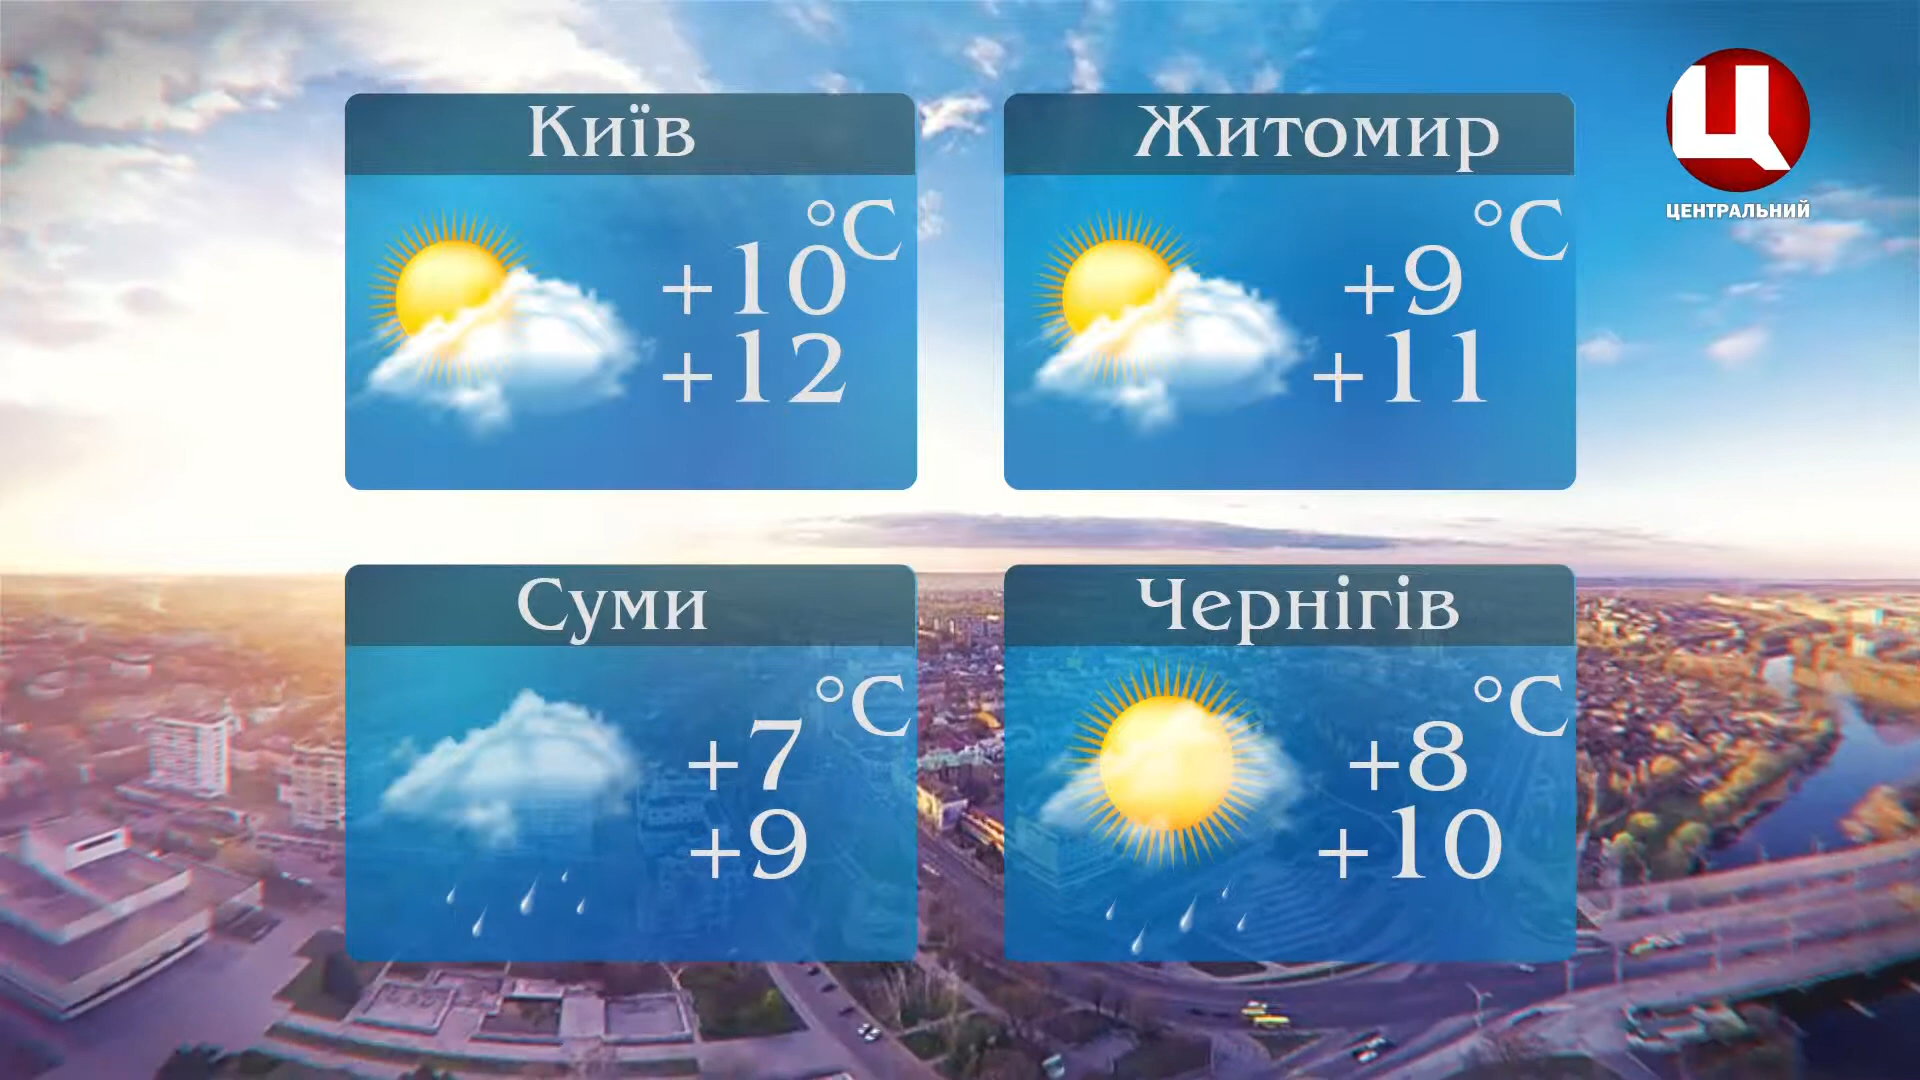 Київ
°C
+10
+12
Житомир
°C
+9
+11
Ц
ЦЕНТРАЛЬНИЙ
Суми
°C
+7
+9
Чернігів
°C
+8
+10